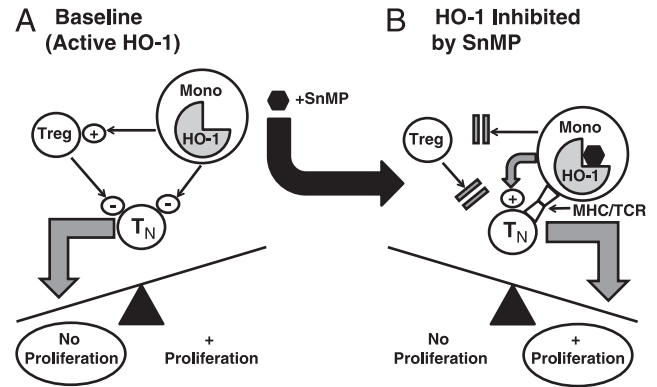 A Baseline
(Active HO-1)
Mono
HO-1
Treg
+
-
-
TN
No
Proliferation
+
Proliferation
+SnMP
B HO-1 Inhibited
by SnMP
Mono
HO-1
Treg
+
MHC/TCR
TN
No
Proliferation
+
Proliferation